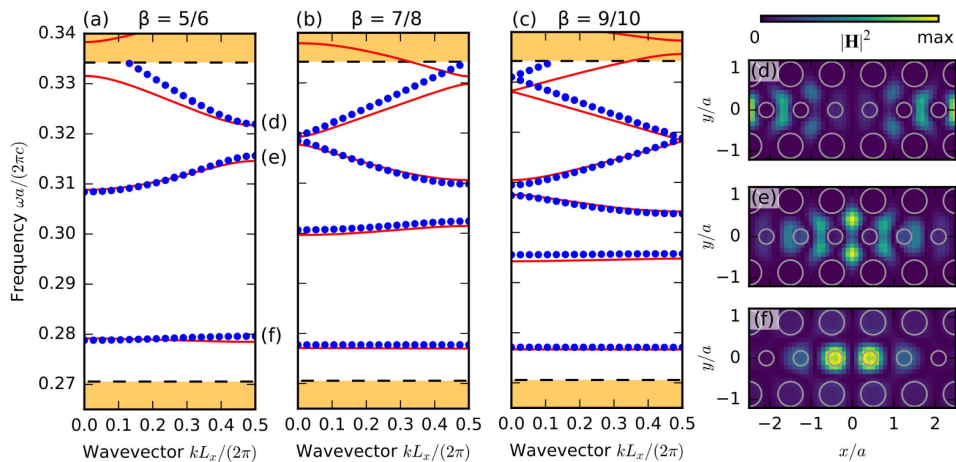 (a) β = 5/6
(b) β = 7/8
(c) β = 9/10
0.34
0.33
0.32
0.31
0.30
0.29
0.28
0.27
Frequency ωa/(2πc)
0.0 0.1 0.2 0.3 0.4 0.5
Wavevector kLₓ/(2π)
0.0 0.1 0.2 0.3 0.4 0.5
Wavevector kLₓ/(2π)
0.0 0.1 0.2 0.3 0.4 0.5
Wavevector kLₓ/(2π)
(d)
(e)
(f)
0 |H|² max
(d)
1
0
−1
y/a
(e)
1
0
−1
y/a
(f)
1
0
−1
y/a
−2 −1 0 1 2
x/a